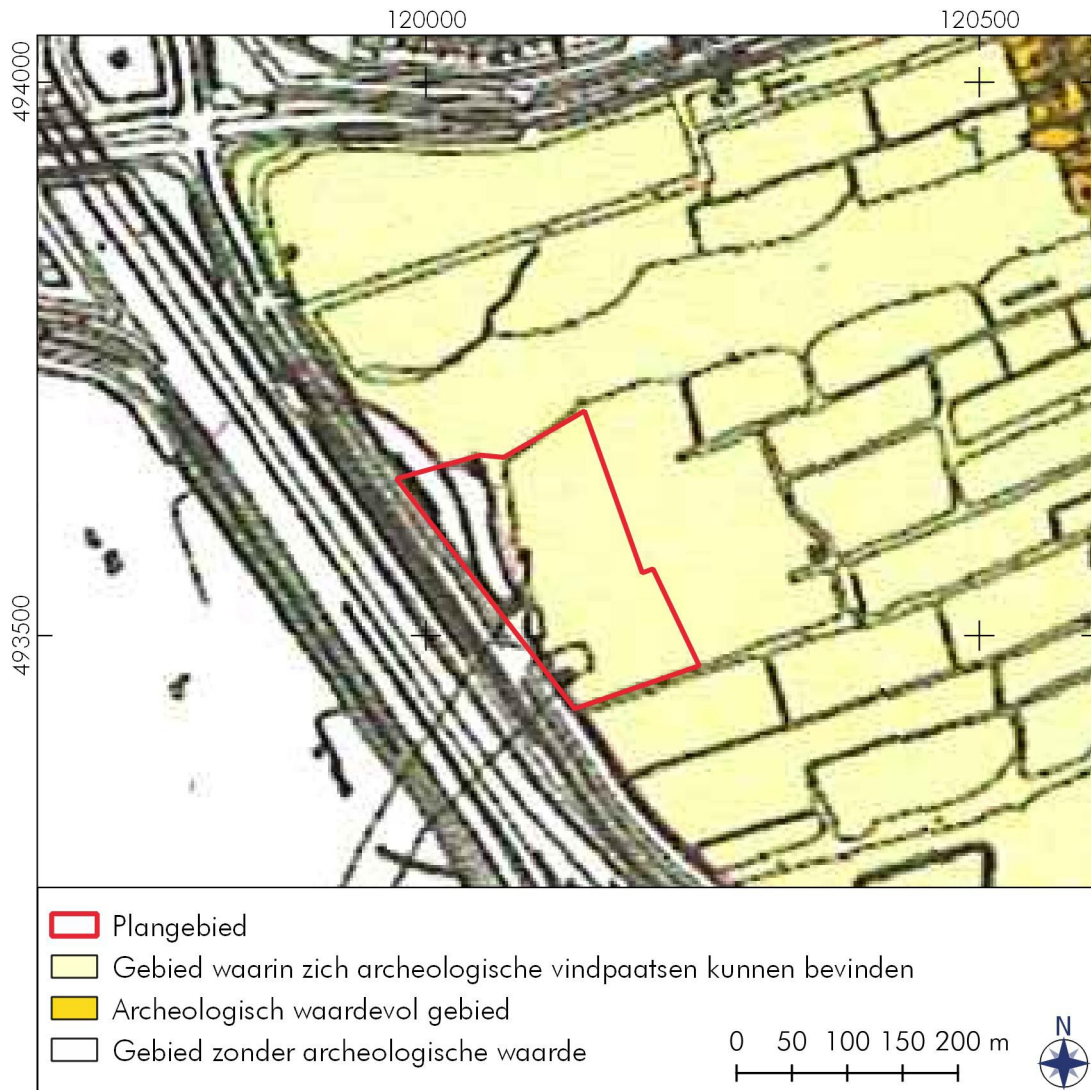 120000 120500
494000
493500
Plangebied
Gebied waarin zich archeologische vindpaatsen kunnen bevinden
Archeologisch waardevol gebied
Gebied zonder archeologische waarde
0 50 100 150 200 m
N